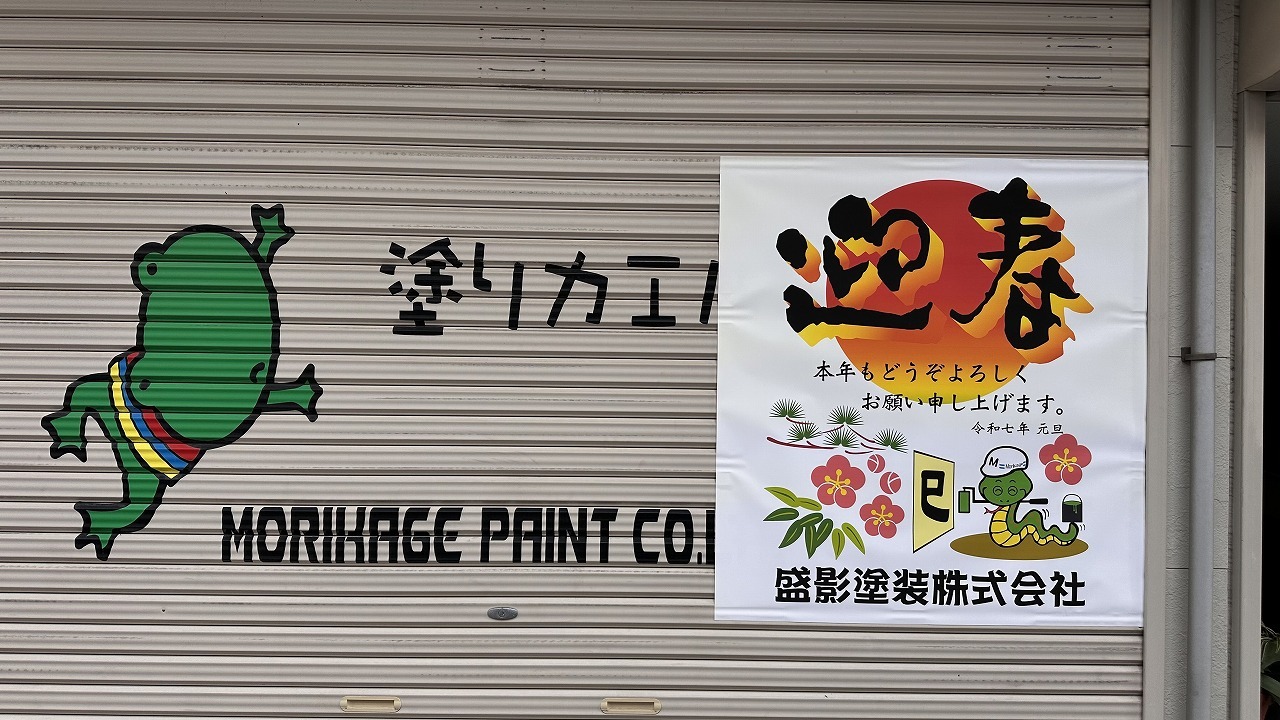 塗りカエル
MORIKAGE PAINT CO.
迎春
本年もどうぞよろしく
お願い申し上げます。
令和七年 元旦
巳
盛影塗装株式会社